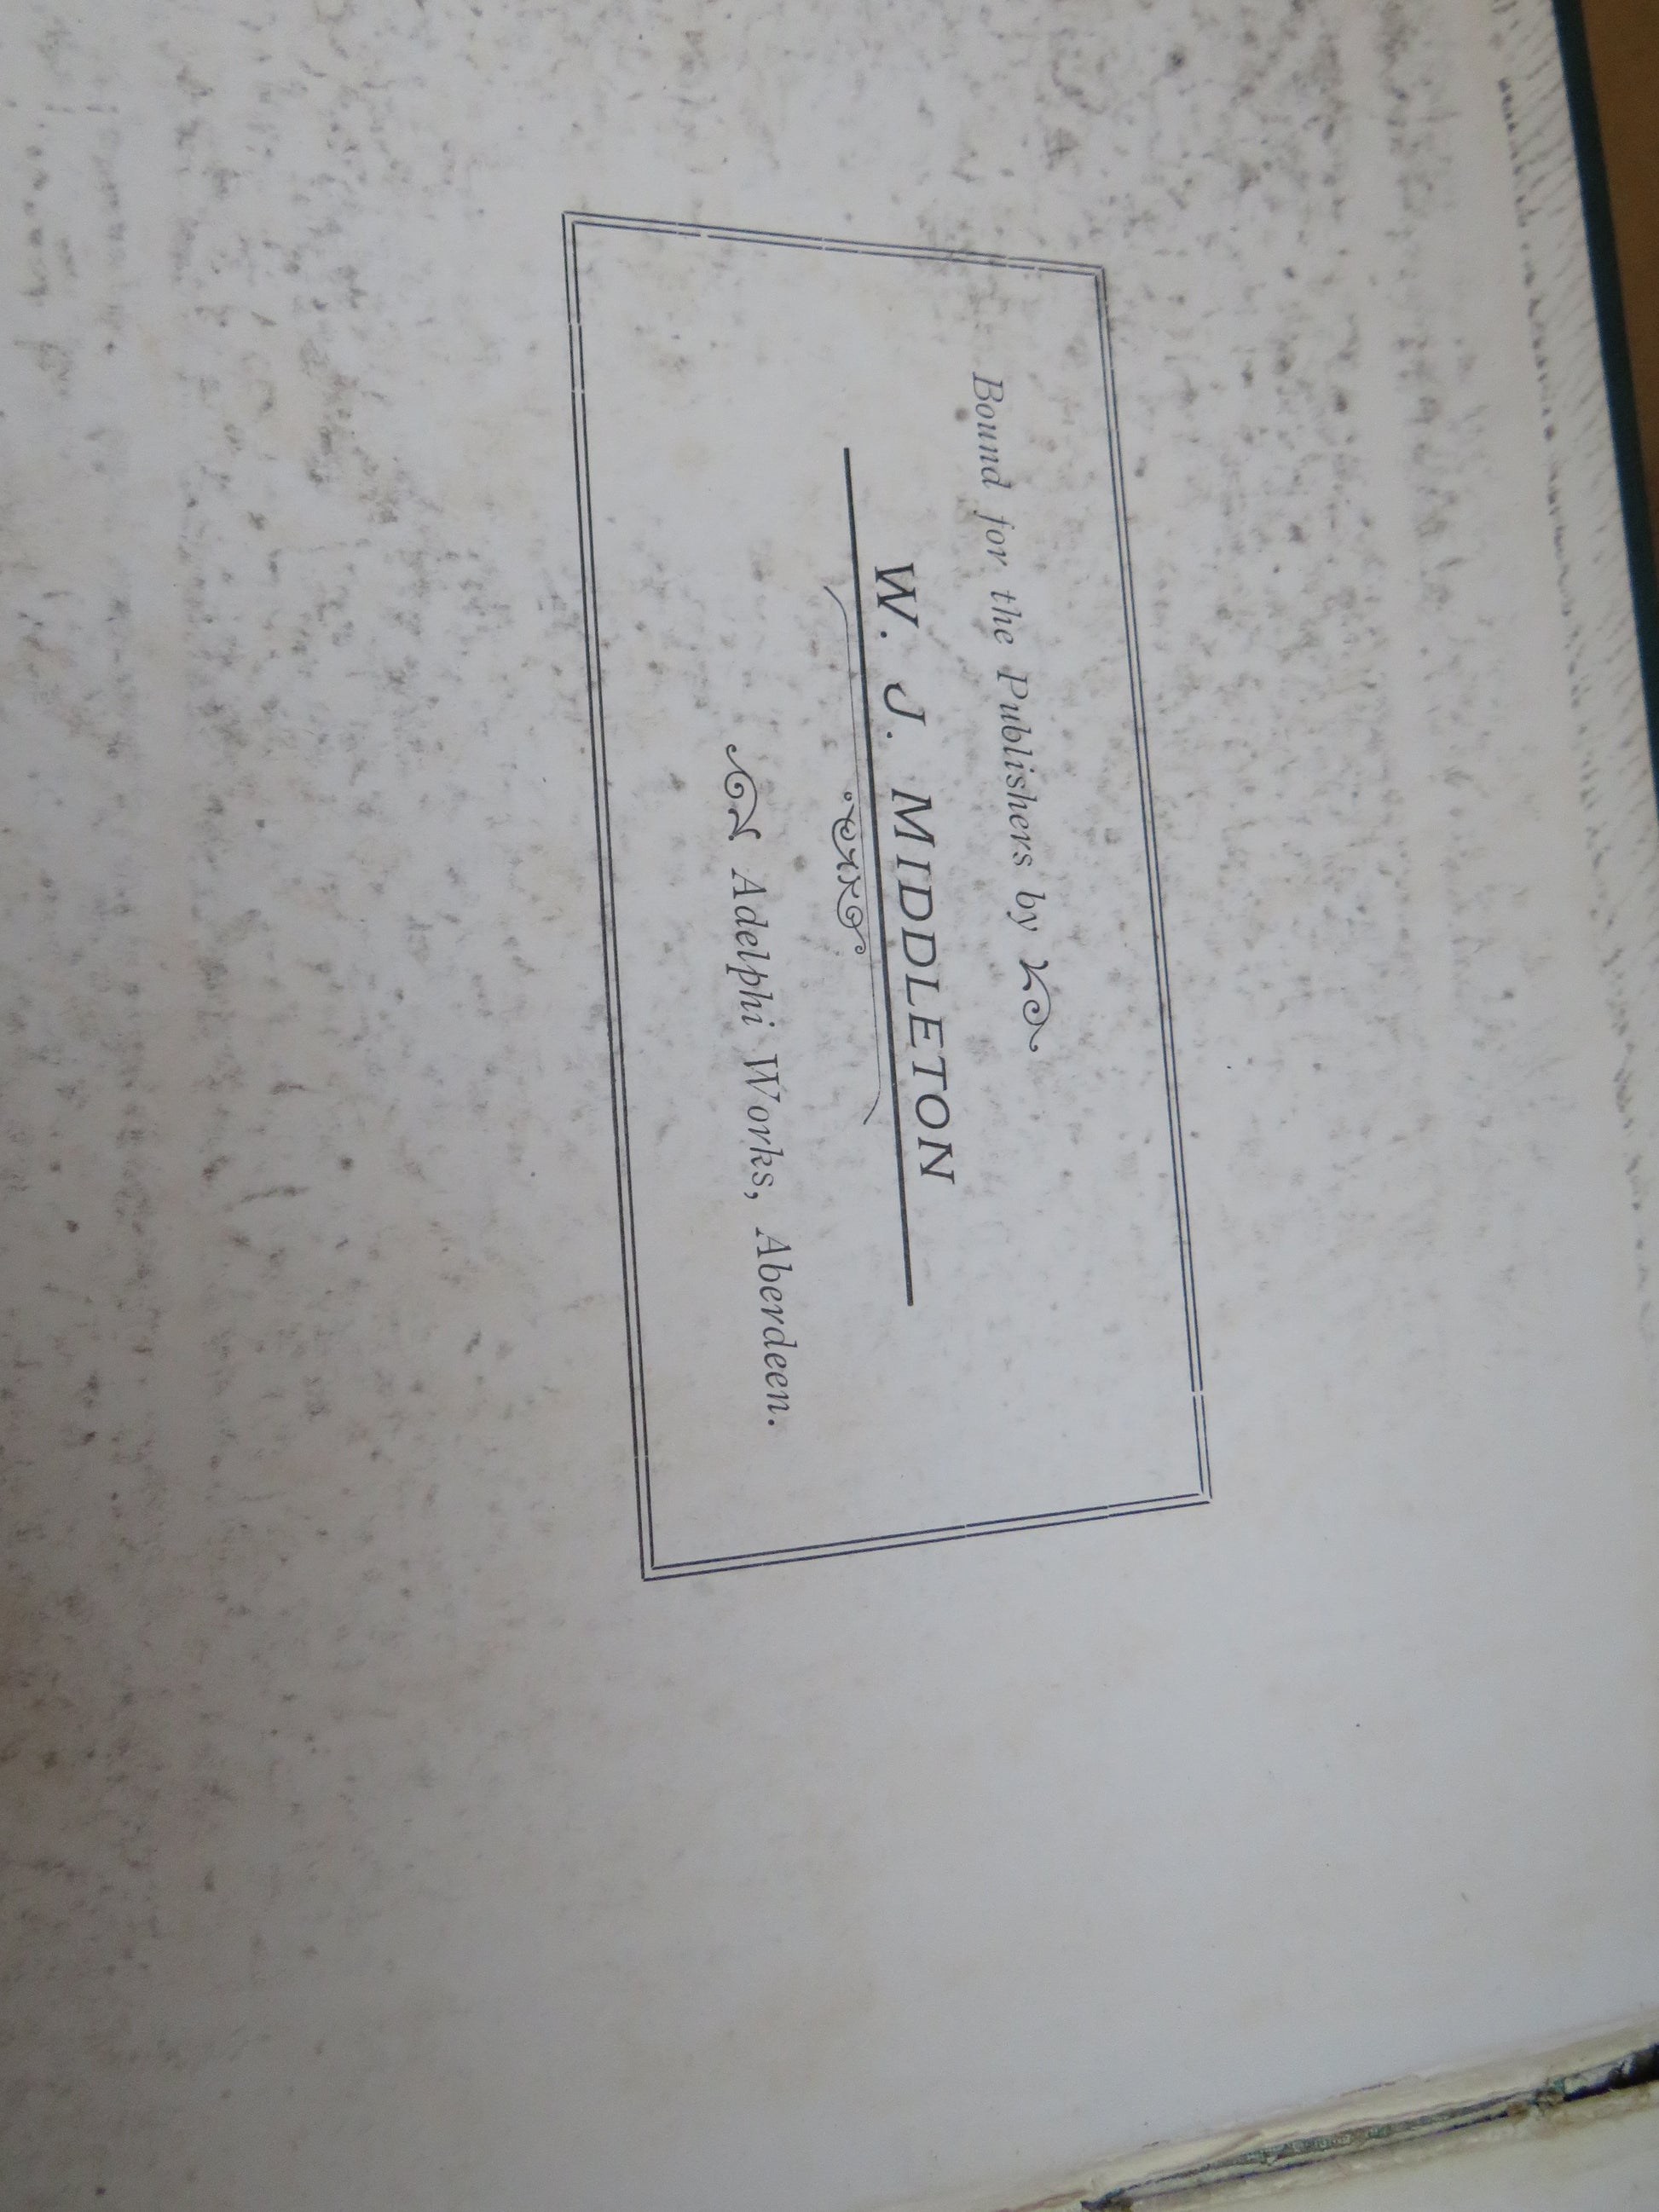 Bound for the Publishers by
W. J. MIDDLETON
Adelphi Works, Aberdeen.